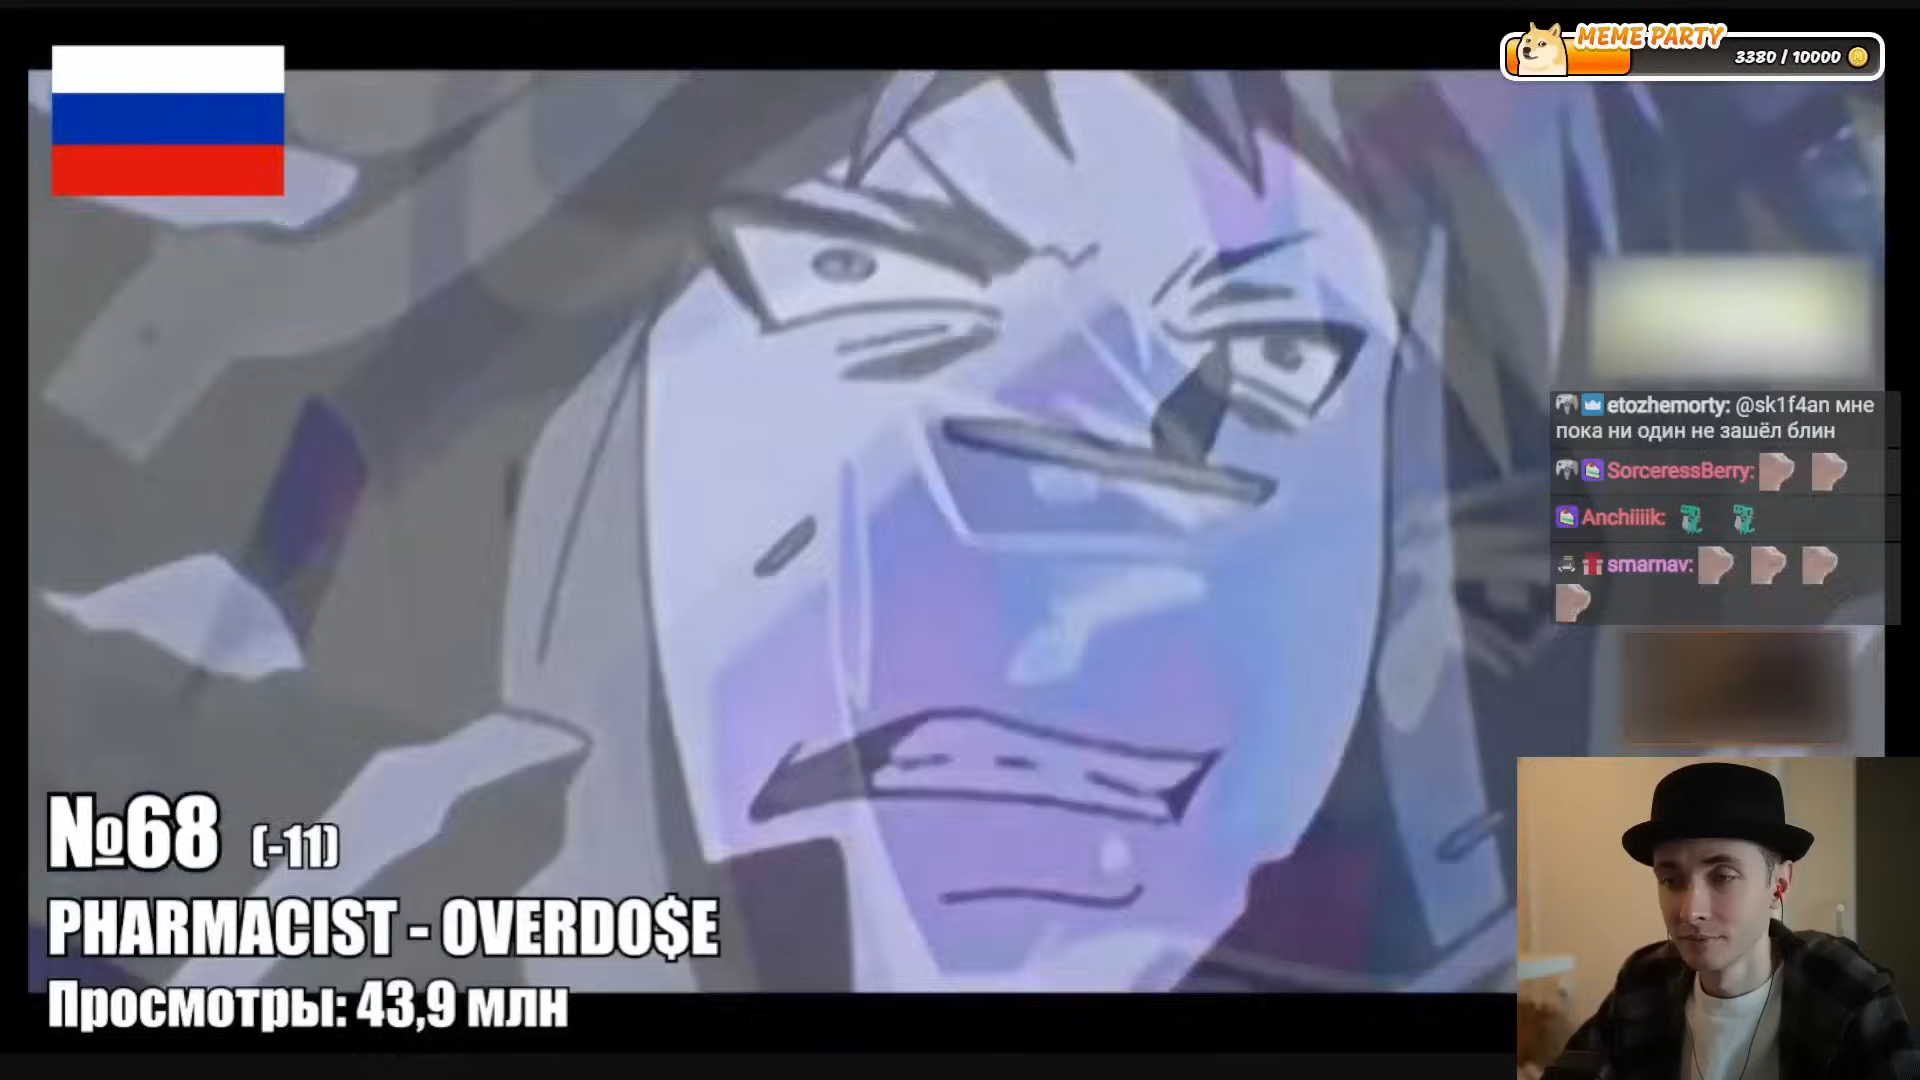 MEME PARTY
3380 / 10000
etozhemorty: @sk1f4an мне
пока ни один не зашёл блин
SorceressBerry:
Anchiiiik:
smarnav:
№68 (-11)
PHARMACIST - OVERDO$E
Просмотры: 43,9 млн